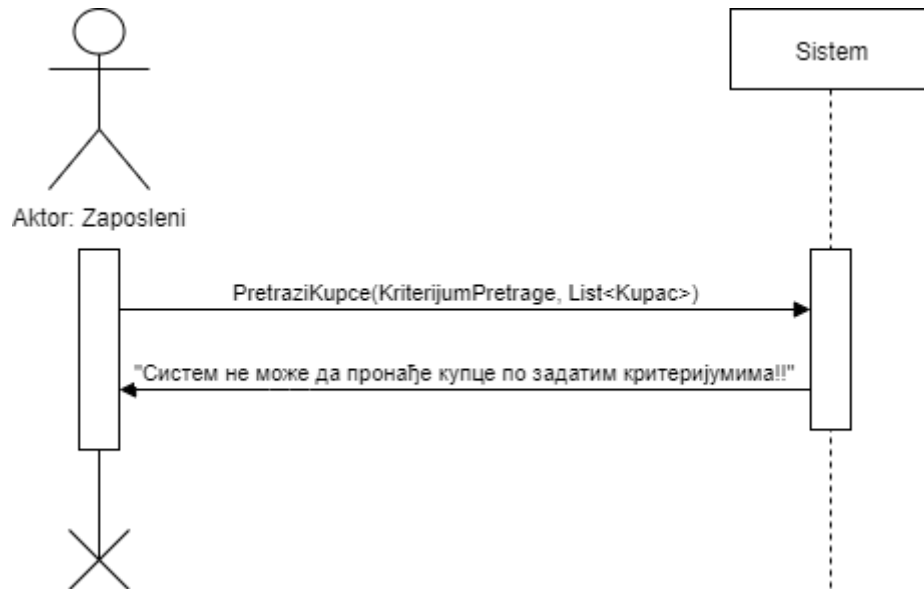 Sistem
Aktor: Zaposleni
PretraziKupce(KriterijumPretrage, List<Kupac>)
"Систем не може да пронађе купце по задатим критеријумима!!"